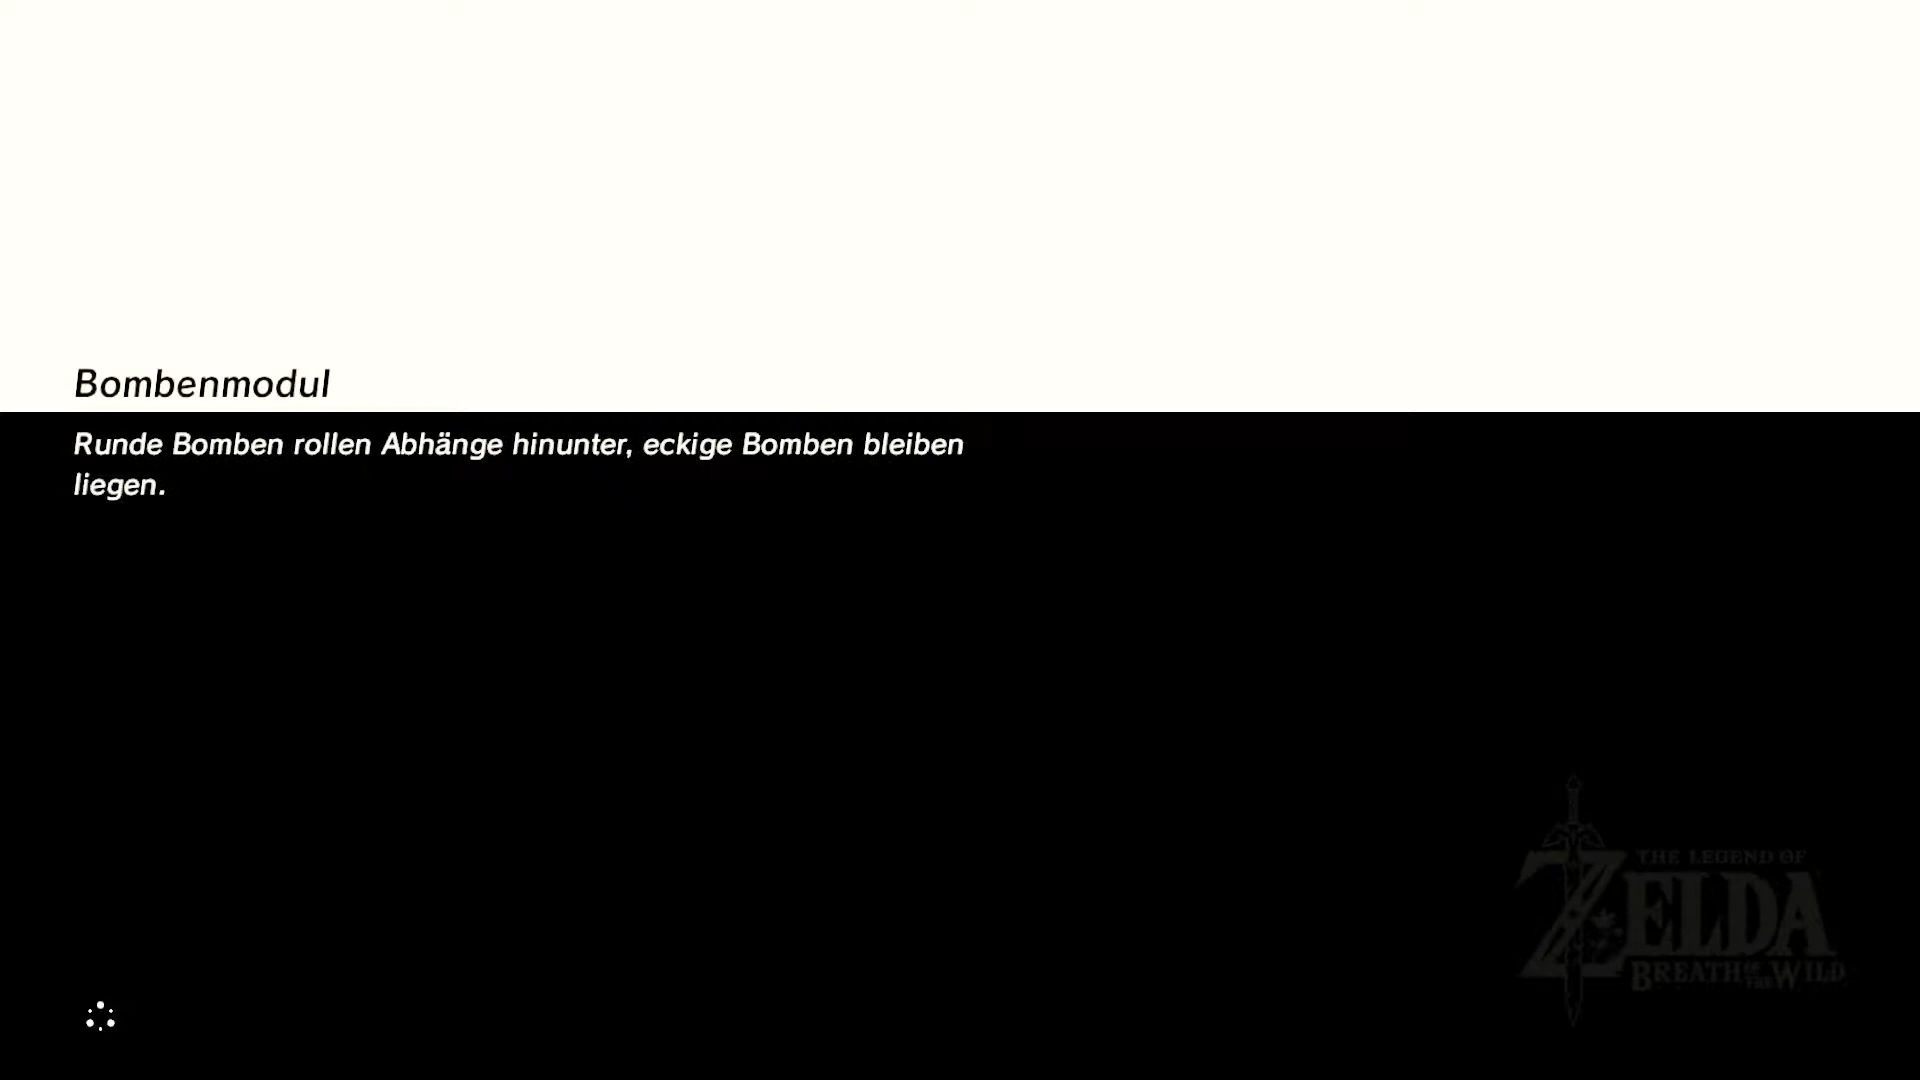 Bombenmodul
Runde Bomben rollen Abhänge hinunter, eckige Bomben bleiben
liegen.
THE LEGEND OF
ZELDA
BREATH OF THE WILD